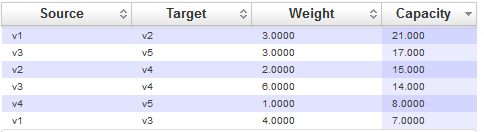 Source Target Weight Capacity
v1 v2 3.0000 21.000
v3 v5 3.0000 17.000
v2 v4 2.0000 15.000
v3 v4 6.0000 14.000
v4 v5 1.0000 8.0000
v1 v3 4.0000 7.0000